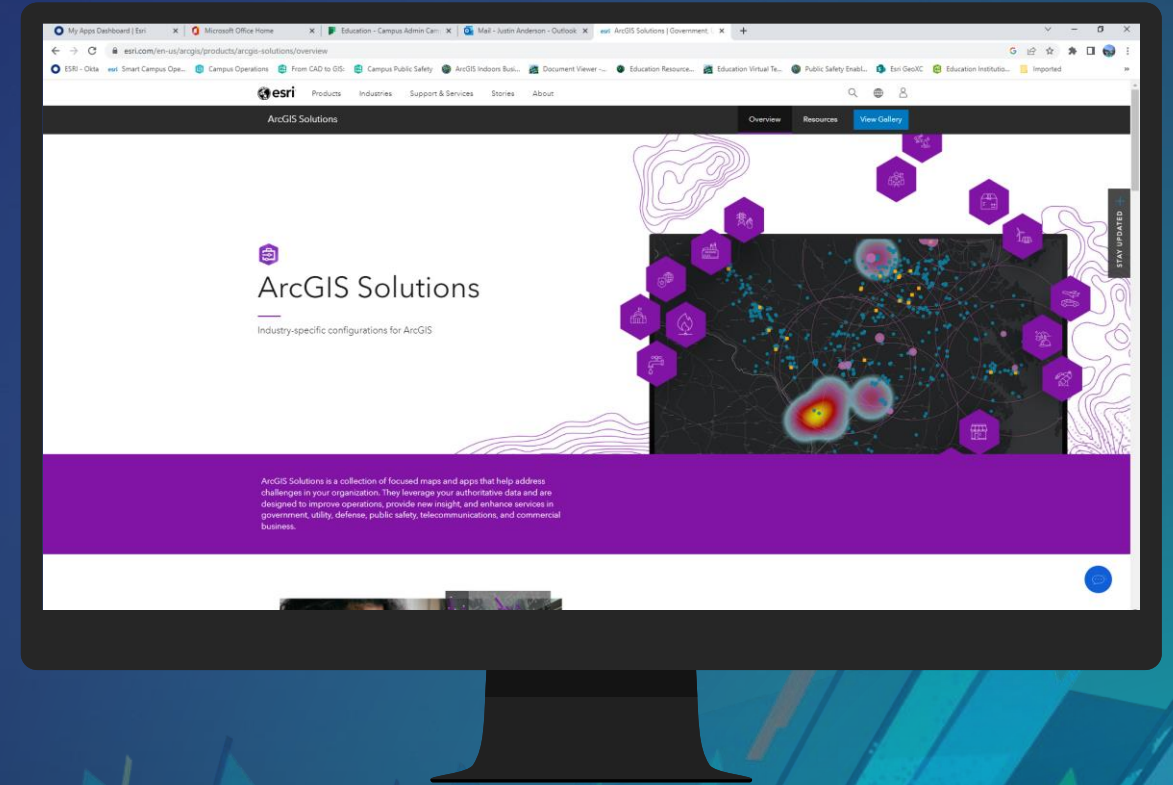 My Apps Dashboard | Esri
Microsoft Office Home
Education - Campus Admin Carr
Mail - Justin Anderson - Outlook
esri ArcGIS Solutions | Government, L
esri.com/en-us/arcgis/products/arcgis-solutions/overview
ESRI - Okta
esri Smart Campus Ope...
Campus Operations
From CAD to GIS:
Campus Public Safety
ArcGIS Indoors Busi...
Document Viewer -...
Education Resource...
Education Virtual Te...
Public Safety Enabl...
Esri GeoXC
Education Institutio...
Imported
esri Products Industries Support & Services Stories About
ArcGIS Solutions Overview Resources View Gallery
STAY UPDATED
ArcGIS Solutions
Industry-specific configurations for ArcGIS
ArcGIS Solutions is a collection of focused maps and apps that help address
challenges in your organization. They leverage your authoritative data and are
designed to improve operations, provide new insight, and enhance services in
government, utility, defense, public safety, telecommunications, and commercial
business.